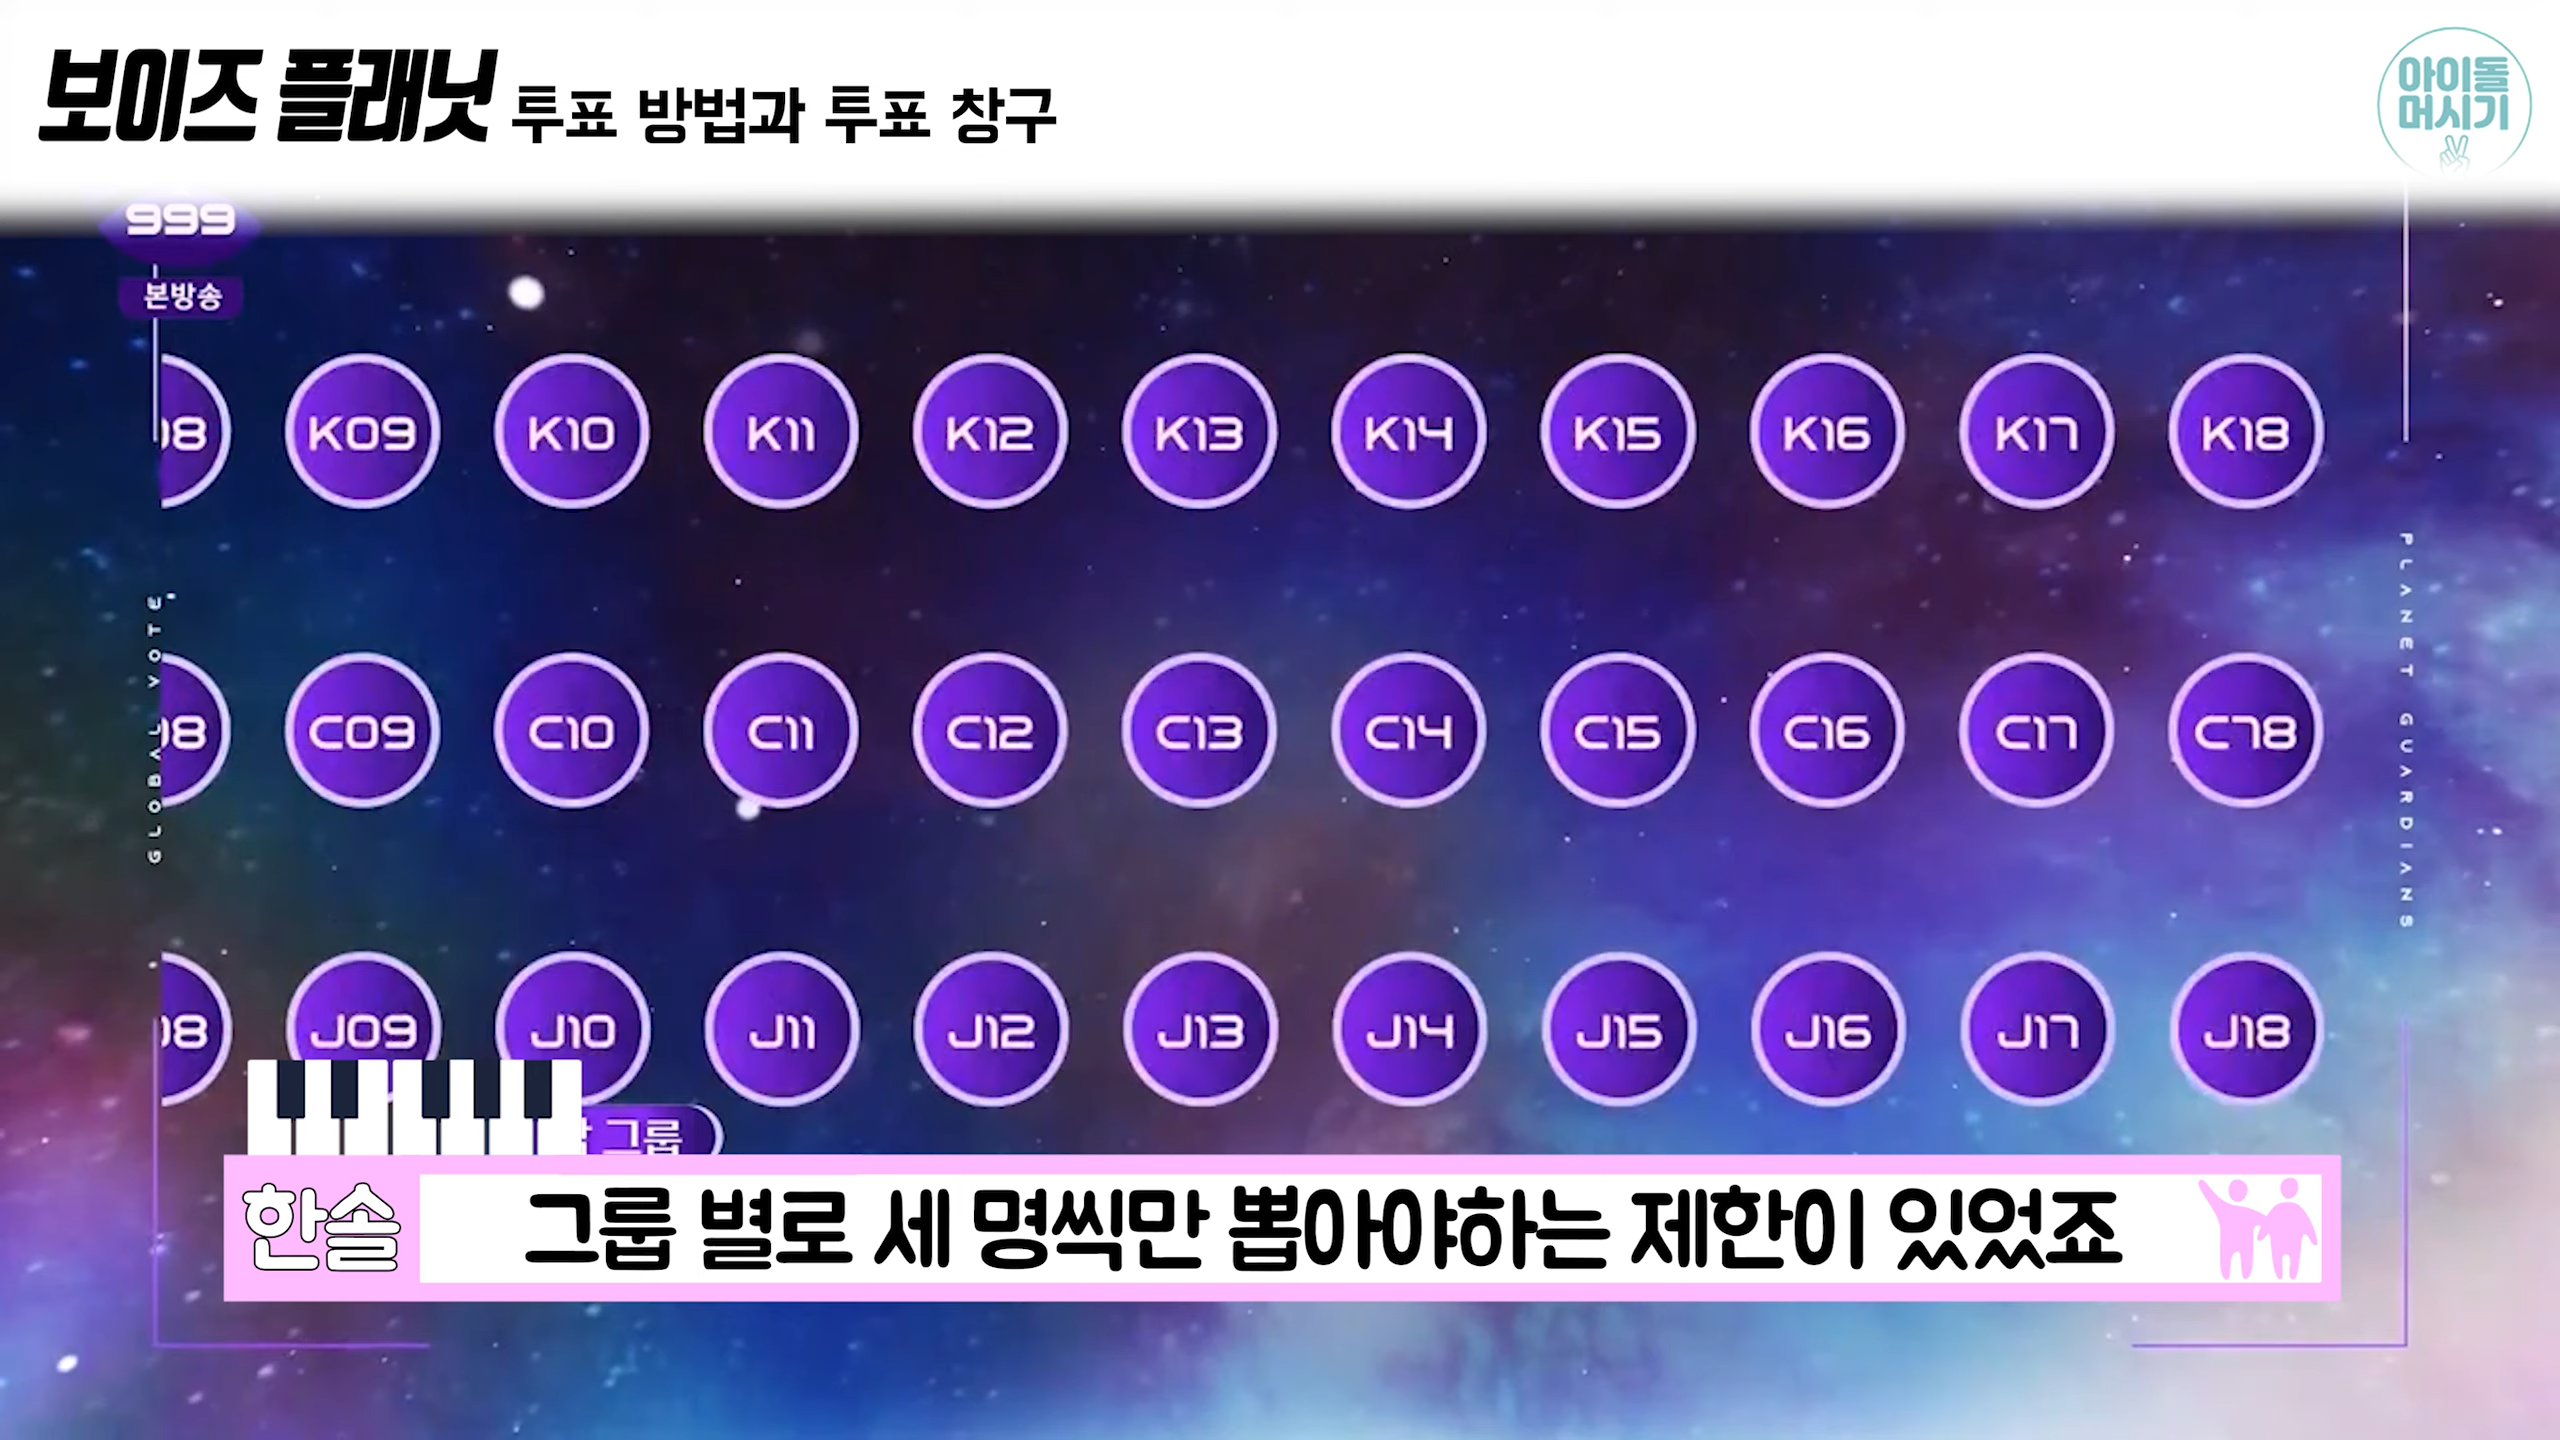 보이즈 플래닛 투표 방법과 투표 창구
아이돌
머시기
999
본방송
08 K09 K10 K11 K12 K13 K14 K15 K16 K17 K18
GLOBAL VOTE
PLANET GUARDIANS
08 C09 C10 C11 C12 C13 C14 C15 C16 C17 C78
08 J09 J10 J11 J12 J13 J14 J15 J16 J17 J18
그룹
한솔 그룹 별로 세 명씩만 뽑아야하는 제한이 있었죠